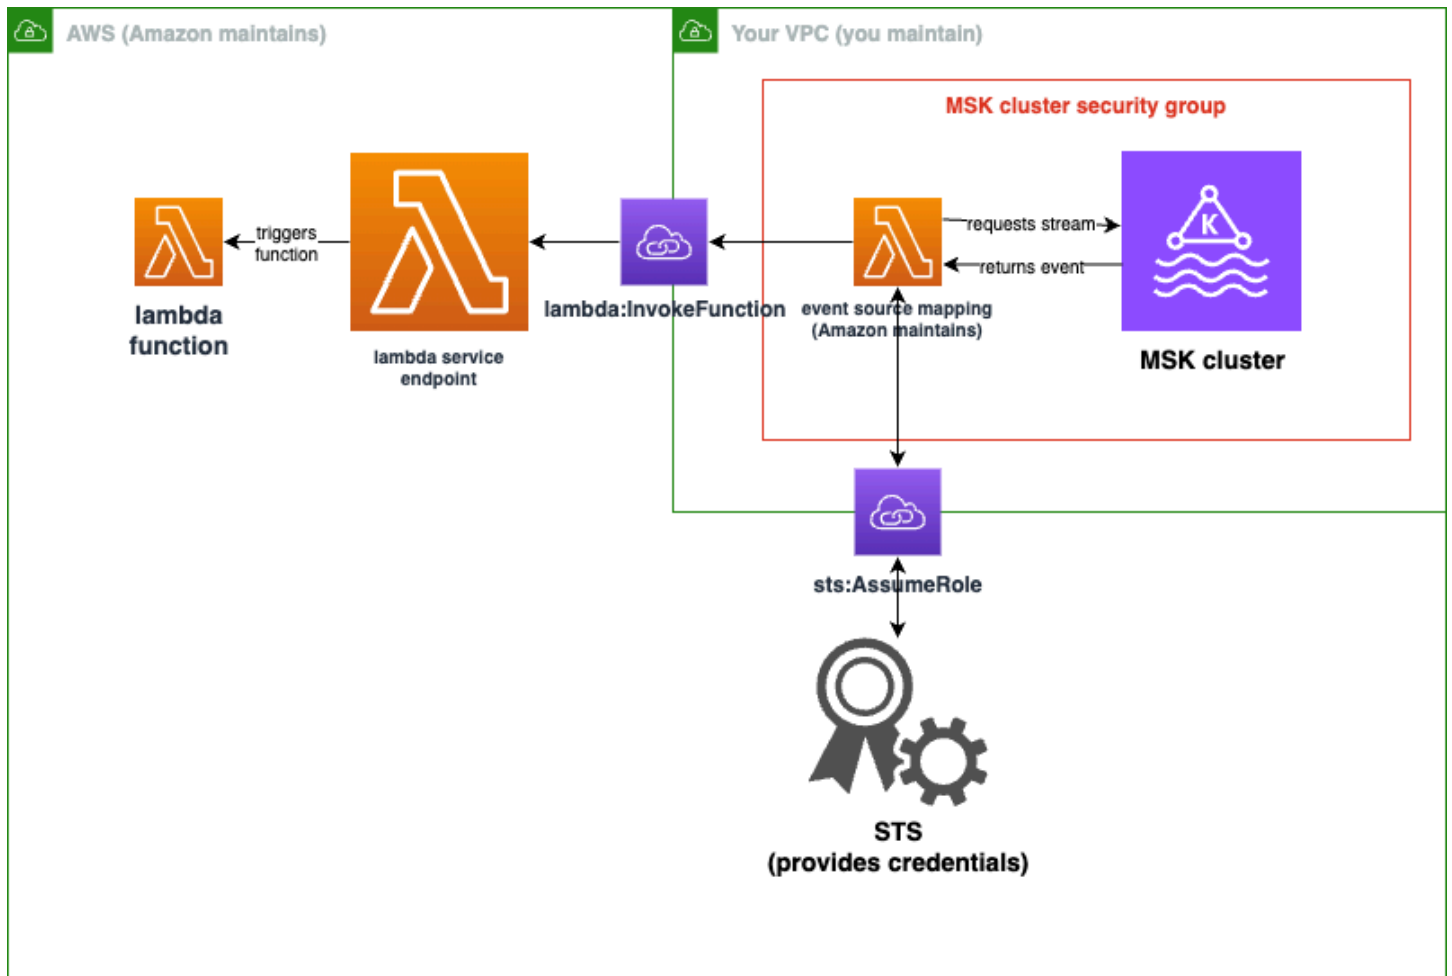 AWS (Amazon maintains)
Your VPC (you maintain)
MSK cluster security group
K
requests stream
triggers
function
returns event
lambda:InvokeFunction
event source mapping
(Amazon maintains)
lambda
function
lambda service
endpoint
MSK cluster
sts:AssumeRole
STS
(provides credentials)